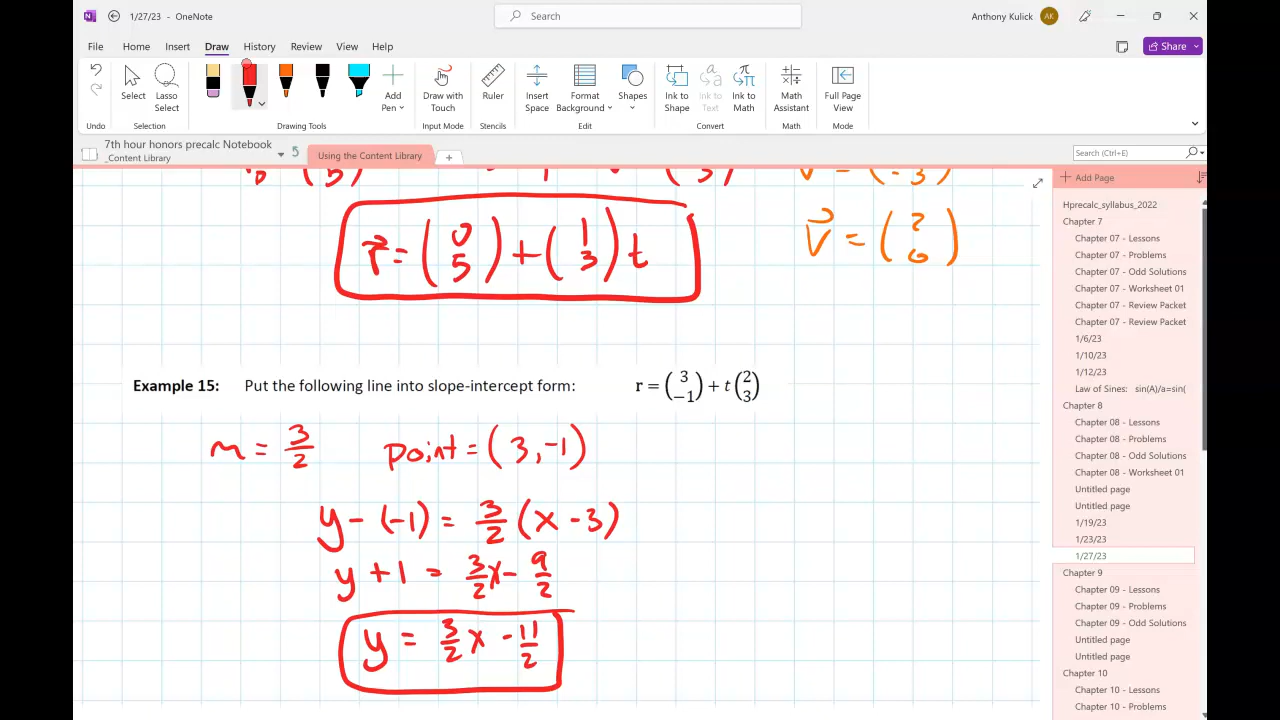 1/27/23 - OneNote
Search
Anthony Kulick AK
File Home Insert Draw History Review View Help Share
Undo
Select Lasso Select
Add Pen
Draw with Touch
Ruler
Insert Space
Format Background
Shapes
Ink to Shape
Ink to Text
Ink to Math
Math Assistant
Full Page View
Undo Selection Drawing Tools Input Mode Stencils Edit Convert Math Mode
7th hour honors precalc Notebook
_Content Library
Using the Content Library
Search (Ctrl+E)
Add Page
Hprecalc_syllabus_2022
Chapter 7
Chapter 07 - Lessons
Chapter 07 - Problems
Chapter 07 - Odd Solutions
Chapter 07 - Worksheet 01
Chapter 07 - Review Packet
Chapter 07 - Review Packet
1/6/23
1/10/23
1/12/23
Law of Sines: sin(A)/a=sin(
Chapter 8
Chapter 08 - Lessons
Chapter 08 - Problems
Chapter 08 - Odd Solutions
Chapter 08 - Worksheet 01
Untitled page
Untitled page
1/19/23
1/23/23
1/27/23
Chapter 9
Chapter 09 - Lessons
Chapter 09 - Problems
Chapter 09 - Odd Solutions
Untitled page
Untitled page
Chapter 10
Chapter 10 - Lessons
Chapter 10 - Problems
r⃗ = (0 5) + (1 3) t
v⃗ = (2 6)
Example 15: Put the following line into slope-intercept form: r = (3 −1) + t (2 3)
m = 3/2 point = (3, -1)
y - (-1) = 3/2 (x - 3)
y + 1 = 3/2 x - 9/2
y = 3/2 x - 11/2